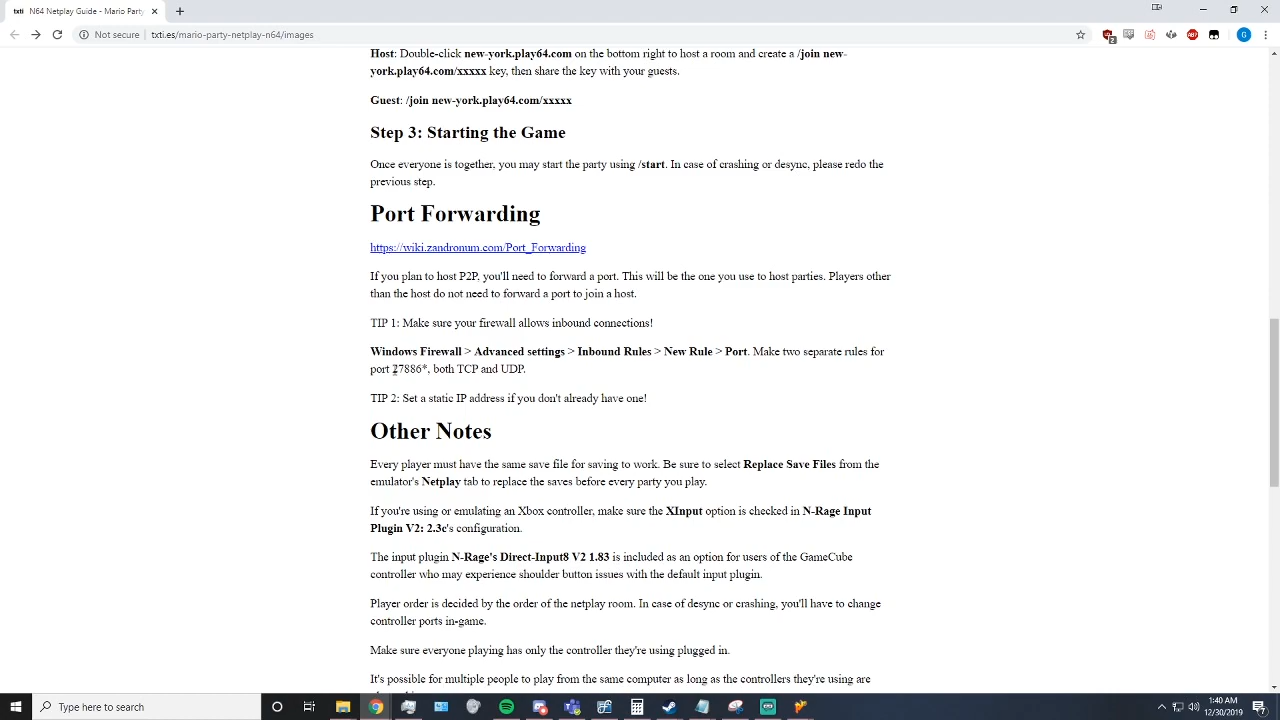 N64 Netplay Guide - Mario Party
Not secure | txti.es/mario-party-netplay-n64/images
Host: Double-click new-york.play64.com on the bottom right to host a room and create a /join new-
york.play64.com/xxxxx key, then share the key with your guests.
Guest: /join new-york.play64.com/xxxxx
Step 3: Starting the Game
Once everyone is together, you may start the party using /start. In case of crashing or desync, please redo the
previous step.
Port Forwarding
https://wiki.zandronum.com/Port_Forwarding
If you plan to host P2P, you'll need to forward a port. This will be the one you use to host parties. Players other
than the host do not need to forward a port to join a host.
TIP 1: Make sure your firewall allows inbound connections!
Windows Firewall > Advanced settings > Inbound Rules > New Rule > Port. Make two separate rules for
port 27886*, both TCP and UDP.
TIP 2: Set a static IP address if you don't already have one!
Other Notes
Every player must have the same save file for saving to work. Be sure to select Replace Save Files from the
emulator's Netplay tab to replace the saves before every party you play.
If you're using or emulating an Xbox controller, make sure the XInput option is checked in N-Rage Input
Plugin V2: 2.3c's configuration.
The input plugin N-Rage's Direct-Input8 V2 1.83 is included as an option for users of the GameCube
controller who may experience shoulder button issues with the default input plugin.
Player order is decided by the order of the netplay room. In case of desync or crashing, you'll have to change
controller ports in-game.
Make sure everyone playing has only the controller they're using plugged in.
It's possible for multiple people to play from the same computer as long as the controllers they're using are
Type here to search
1:40 AM
12/30/2019